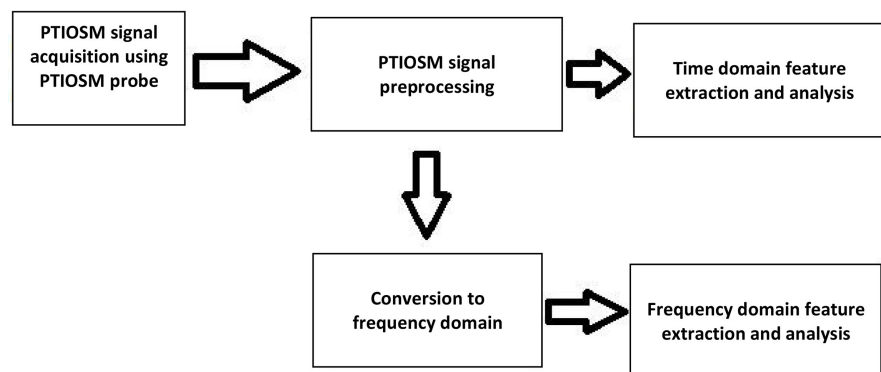 PTIOSM signal
acquisition using
PTIOSM probe
PTIOSM signal
preprocessing
Time domain feature
extraction and analysis
Conversion to
frequency domain
Frequency domain feature
extraction and analysis